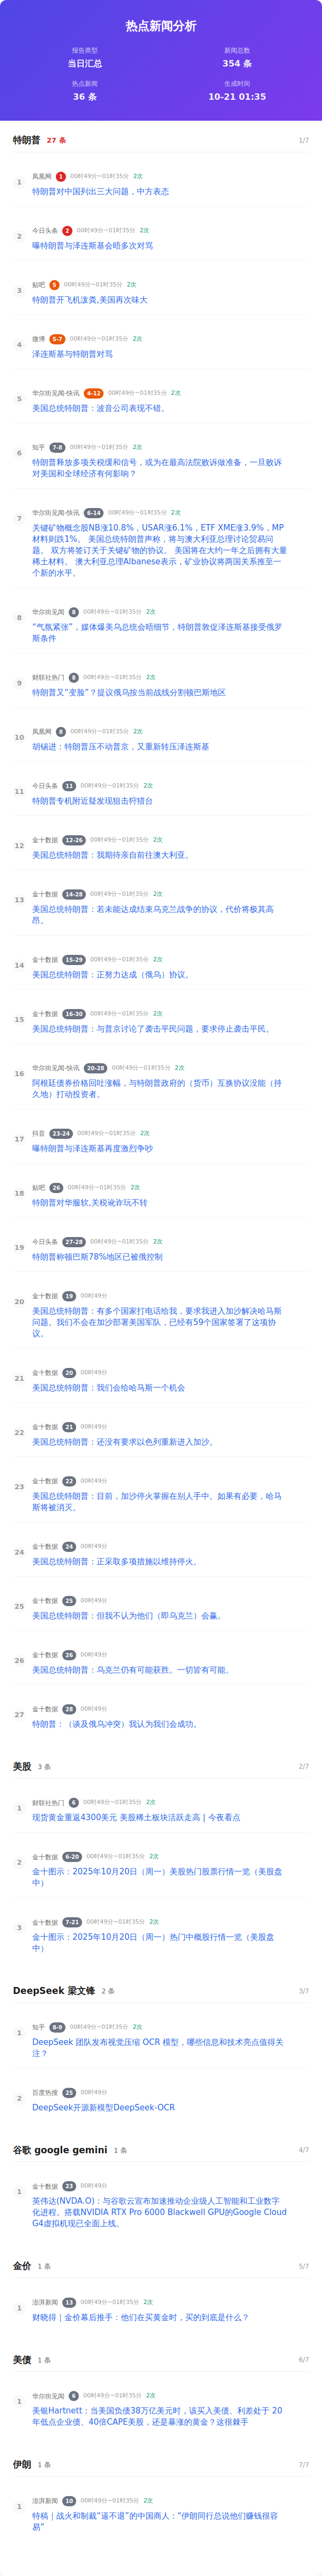 热点新闻分析
报告类型
新闻总数
当日汇总
354 条
热点新闻
生成时间
36 条
10-21 01:35
特朗普 27 条 1/7
1 凤凰网 1 00时49分~01时35分 2次
特朗普对中国列出三大问题，中方表态
2 今日头条 2 00时49分~01时35分 2次
曝特朗普与泽连斯基会晤多次对骂
3 贴吧 5 00时49分~01时35分 2次
特朗普开飞机泼粪,美国再次味大
4 微博 5-7 00时49分~01时35分 2次
泽连斯基与特朗普对骂
5 华尔街见闻-快讯 4-12 00时49分~01时35分 2次
美国总统特朗普：波音公司表现不错。
6 知乎 7-8 00时49分~01时35分 2次
特朗普释放多项关税缓和信号，或为在最高法院败诉做准备，一旦败诉
对美国和全球经济有何影响？
7 华尔街见闻-快讯 6-14 00时49分~01时35分 2次
关键矿物概念股NB涨10.8%，USAR涨6.1%，ETF XME涨3.9%，MP
材料则跌1%。 美国总统特朗普声称，将与澳大利亚总理讨论贸易问
题。 双方将签订关于关键矿物的协议。 美国将在大约一年之后拥有大量
稀土材料。 澳大利亚总理Albanese表示，矿业协议将两国关系推至一
个新的水平。
8 华尔街见闻 8 00时49分~01时35分 2次
“气氛紧张”，媒体爆美乌总统会晤细节，特朗普敦促泽连斯基接受俄罗
斯条件
9 财联社热门 8 00时49分~01时35分 2次
特朗普又“变脸”？提议俄乌按当前战线分割顿巴斯地区
10 凤凰网 8 00时49分~01时35分 2次
胡锡进：特朗普压不动普京，又重新转压泽连斯基
11 今日头条 11 00时49分~01时35分 2次
特朗普专机附近疑发现狙击狩猎台
12 金十数据 12-26 00时49分~01时35分 2次
美国总统特朗普：我期待亲自前往澳大利亚。
13 金十数据 14-28 00时49分~01时35分 2次
美国总统特朗普：若未能达成结束乌克兰战争的协议，代价将极其高
昂。
14 金十数据 15-29 00时49分~01时35分 2次
美国总统特朗普：正努力达成（俄乌）协议。
15 金十数据 16-30 00时49分~01时35分 2次
美国总统特朗普：与普京讨论了袭击平民问题，要求停止袭击平民。
16 华尔街见闻-快讯 20-28 00时49分~01时35分 2次
阿根廷债券价格回吐涨幅，与特朗普政府的（货币）互换协议没能（持
久地）打动投资者。
17 抖音 23-24 00时49分~01时35分 2次
曝特朗普与泽连斯基再度激烈争吵
18 贴吧 26 00时49分~01时35分 2次
特朗普对华服软,关税讹诈玩不转
19 今日头条 27-28 00时49分~01时35分 2次
特朗普称顿巴斯78%地区已被俄控制
20 金十数据 19 00时49分
美国总统特朗普：有多个国家打电话给我，要求我进入加沙解决哈马斯
问题。我们不会在加沙部署美国军队，已经有59个国家签署了这项协
议。
21 金十数据 20 00时49分
美国总统特朗普：我们会给哈马斯一个机会
22 金十数据 21 00时49分
美国总统特朗普：还没有要求以色列重新进入加沙。
23 金十数据 22 00时49分
美国总统特朗普：目前，加沙停火掌握在别人手中。如果有必要，哈马
斯将被消灭。
24 金十数据 24 00时49分
美国总统特朗普：正采取多项措施以维持停火。
25 金十数据 25 00时49分
美国总统特朗普：但我不认为他们（即乌克兰）会赢。
26 金十数据 26 00时49分
美国总统特朗普：乌克兰仍有可能获胜。一切皆有可能。
27 金十数据 28 00时49分
特朗普：（谈及俄乌冲突）我认为我们会成功。
美股 3 条 2/7
1 财联社热门 6 00时49分~01时35分 2次
现货黄金重返4300美元 美股稀土板块活跃走高 | 今夜看点
2 金十数据 6-20 00时49分~01时35分 2次
金十图示：2025年10月20日（周一）美股热门股票行情一览（美股盘
中）
3 金十数据 7-21 00时49分~01时35分 2次
金十图示：2025年10月20日（周一）热门中概股行情一览（美股盘
中）
DeepSeek 梁文锋 2 条 3/7
1 知乎 8-9 00时49分~01时35分 2次
DeepSeek 团队发布视觉压缩 OCR 模型，哪些信息和技术亮点值得关
注？
2 百度热搜 25 00时49分
DeepSeek开源新模型DeepSeek-OCR
谷歌 google gemini 1 条 4/7
1 金十数据 23 00时49分
英伟达(NVDA.O)：与谷歌云宣布加速推动企业级人工智能和工业数字
化进程。搭载NVIDIA RTX Pro 6000 Blackwell GPU的Google Cloud
G4虚拟机现已全面上线。
金价 1 条 5/7
1 澎湃新闻 13 00时49分~01时35分 2次
财晓得｜金价幕后推手：他们在买黄金时，买的到底是什么？
美债 1 条 6/7
1 华尔街见闻 6 00时49分~01时35分 2次
美银Hartnett：当美国负债38万亿美元时，该买入美债、利差处于 20
年低点企业债、40倍CAPE美股，还是暴涨的黄金？这很棘手
伊朗 1 条 7/7
1 澎湃新闻 10 00时49分~01时35分 2次
特稿｜战火和制裁“逼不退”的中国商人：“伊朗同行总说他们赚钱很容
易”